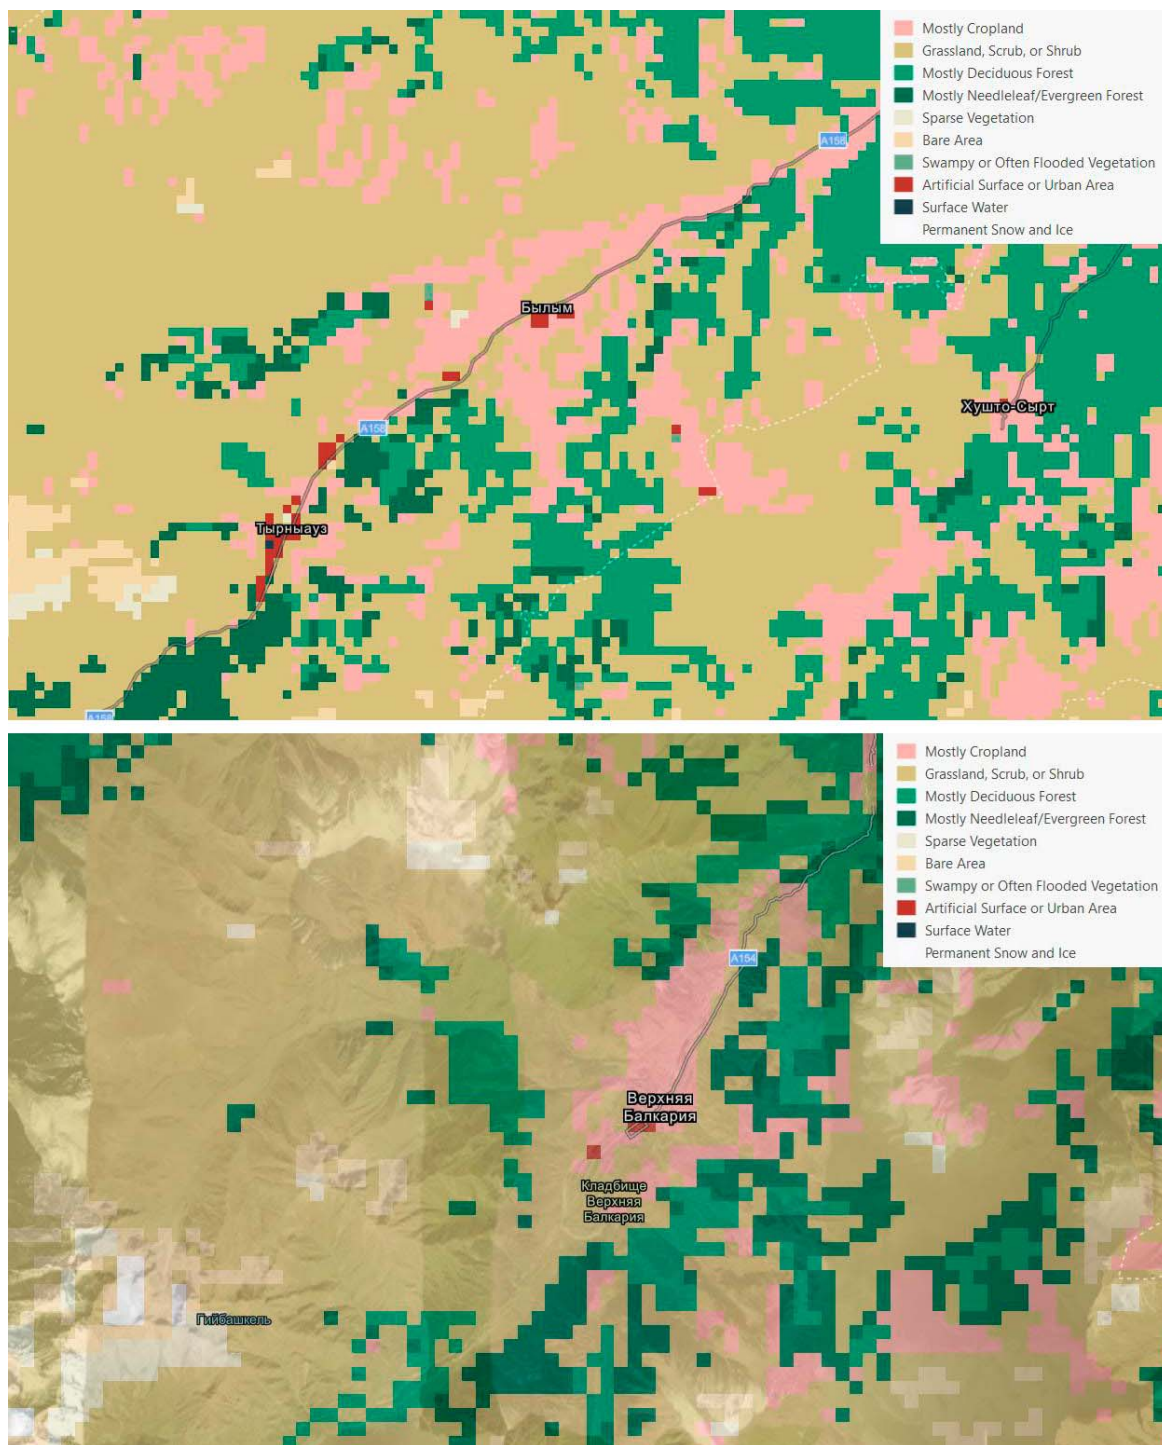 Mostly Cropland
Grassland, Scrub, or Shrub
Mostly Deciduous Forest
Mostly Needleleaf/Evergreen Forest
Sparse Vegetation
Bare Area
Swampy or Often Flooded Vegetation
Artificial Surface or Urban Area
Surface Water
Permanent Snow and Ice
A158
Былым
Хушто-Сырт
A158
Тырныауз
A158
Mostly Cropland
Grassland, Scrub, or Shrub
Mostly Deciduous Forest
Mostly Needleleaf/Evergreen Forest
Sparse Vegetation
Bare Area
Swampy or Often Flooded Vegetation
Artificial Surface or Urban Area
Surface Water
Permanent Snow and Ice
A154
Верхняя
Балкария
Кладбище
Верхняя
Балкария
Гийбашкель